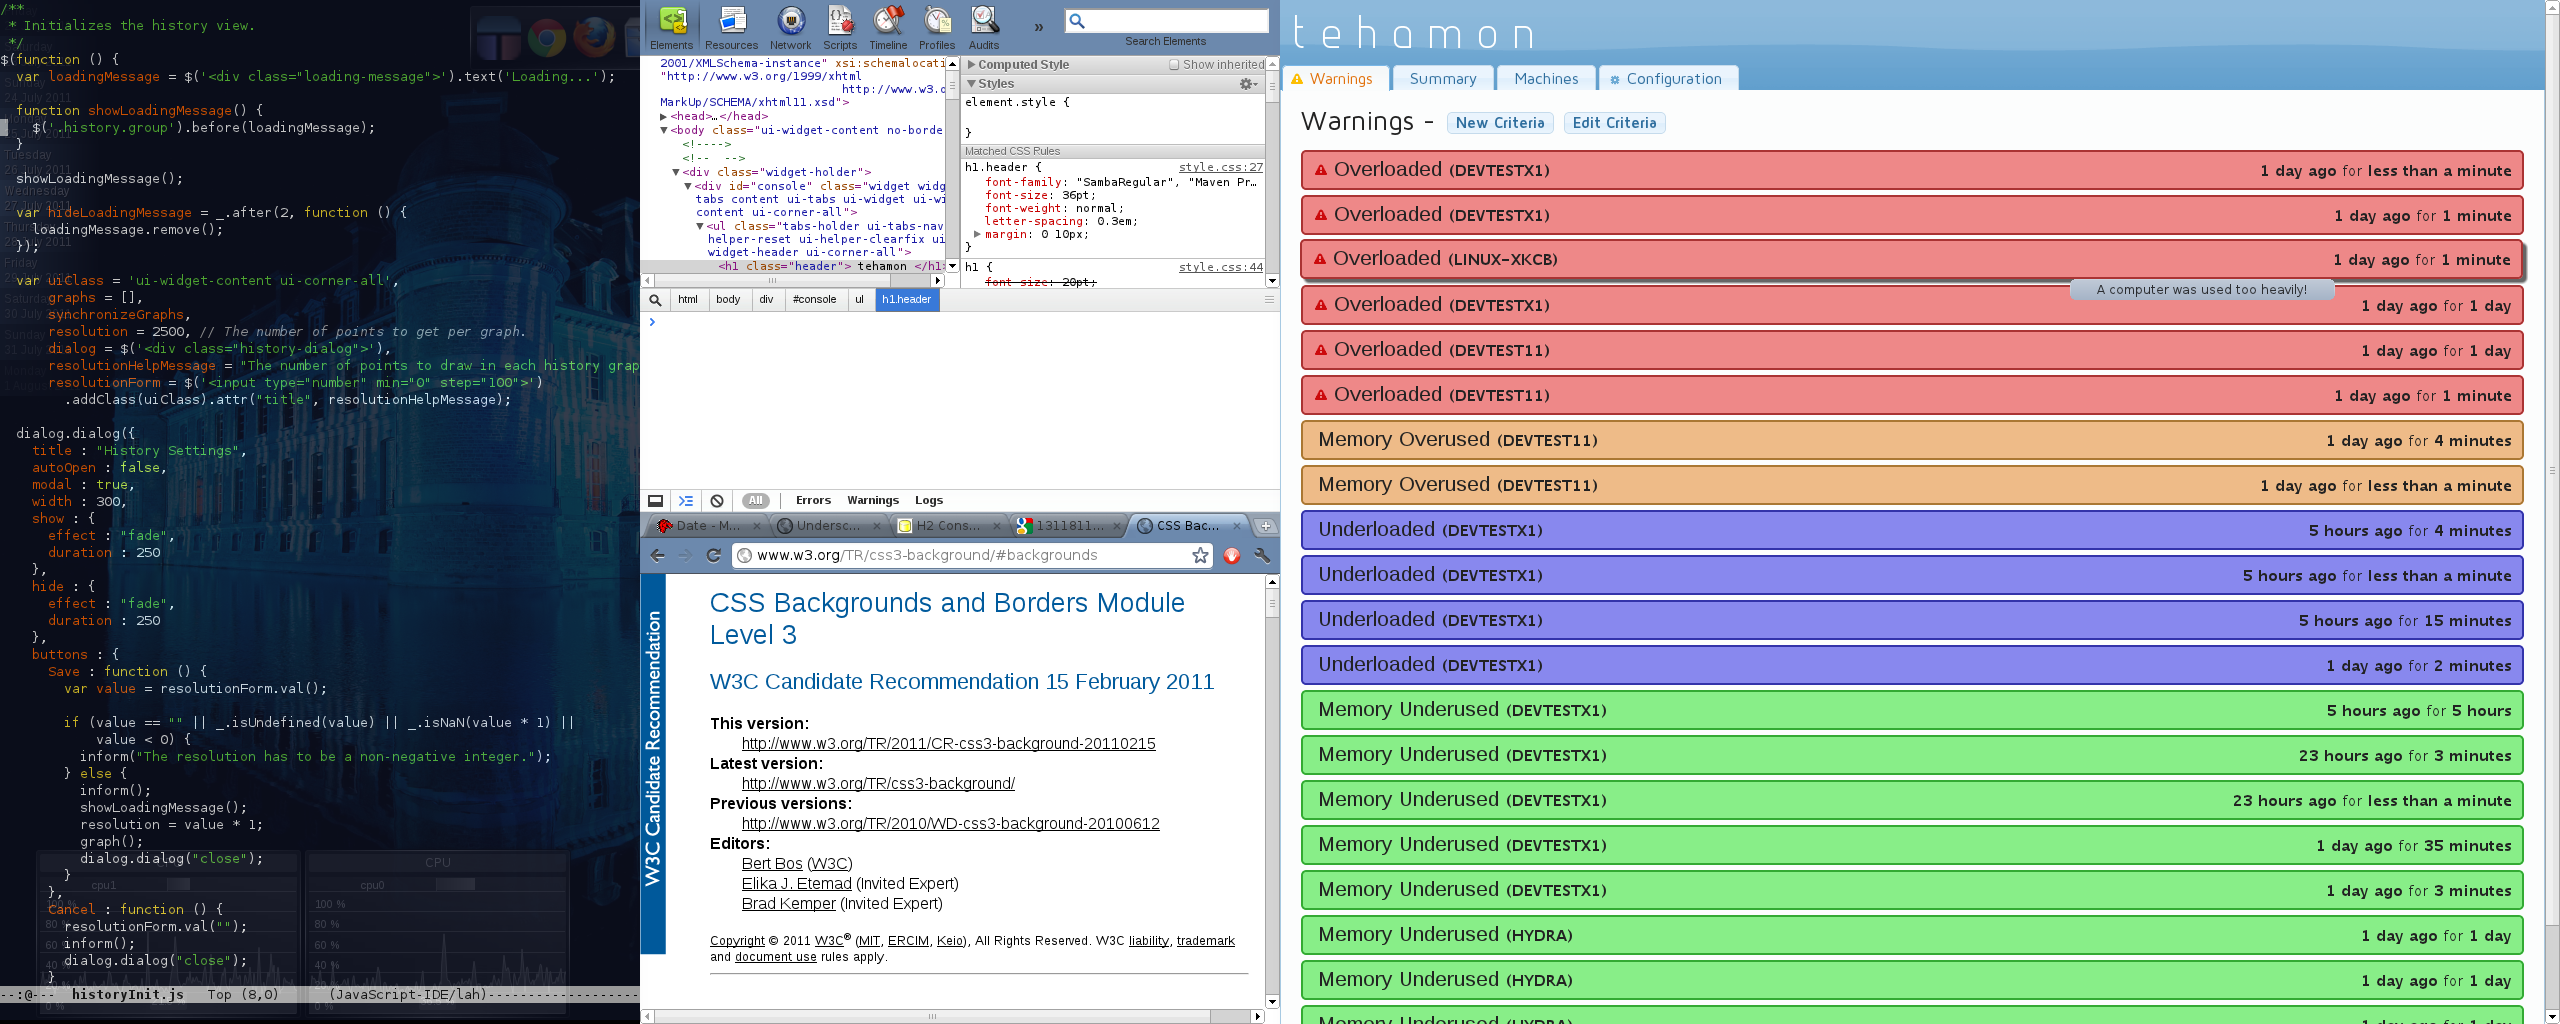 /**
 * Initializes the history view.
 */
$(function () {
  var loadingMessage = $('<div class="loading-message">').text('Loading...');
  function showLoadingMessage() {
    $('.history.group').before(loadingMessage);
  }
  showLoadingMessage();
  var hideLoadingMessage = _.after(2, function () {
    loadingMessage.remove();
  });
  var uiClass = 'ui-widget-content ui-corner-all',
      graphs = [],
      synchronizeGraphs,
      resolution = 2500, // The number of points to get per graph.
      dialog = $('<div class="history-dialog">'),
      resolutionHelpMessage = "The number of points to draw in each history grap
      resolutionForm = $('<input type="number" min="0" step="100">')
        .addClass(uiClass).attr("title", resolutionHelpMessage);
  dialog.dialog({
    title : "History Settings",
    autoOpen : false,
    modal : true,
    width : 300,
    show : {
      effect : "fade",
      duration : 250
    },
    hide : {
      effect : "fade",
      duration : 250
    },
    buttons : {
      Save : function () {
        var value = resolutionForm.val();
        if (value == "" || _.isUndefined(value) || _.isNaN(value * 1) ||
            value < 0) {
          inform("The resolution has to be a non-negative integer.");
        } else {
          inform();
          showLoadingMessage();
          resolution = value * 1;
          graph();
          dialog.dialog("close");
        }
      },
      Cancel : function () {
        resolutionForm.val("");
        inform();
        dialog.dialog("close");
      }
--:@---  historyInit.js   Top (8,0)      (JavaScript-IDE/lah)
CPU
cpu1
cpu0
100 %
80 %
60 %
40 %
0 %
100 %
80 %
60 %
40 %
20 %
0 %
Elements Resources Network Scripts Timeline Profiles Audits » Search Elements
2001/XMLSchema-instance" xsi:schemalocati
"http://www.w3.org/1999/xhtml
http://www.w3.o
MarkUp/SCHEMA/xhtml11.xsd">
<head>…</head>
<body class="ui-widget-content no-borde
<!---->
<!-- -->
<div class="widget-holder">
<div id="console" class="widget widg
tabs content ui-tabs ui-widget ui-wi
content ui-corner-all">
<ul class="tabs-holder ui-tabs-nav
helper-reset ui-helper-clearfix ui
widget-header ui-corner-all">
<h1 class="header"> tehamon </h1>
Computed Style Show inherited
Styles
element.style {
}
Matched CSS Rules
h1.header { style.css:27
font-family: "SambaRegular", "Maven Pr…
font-size: 36pt;
font-weight: normal;
letter-spacing: 0.3em;
margin: 0 10px;
}
h1 { style.css:44
font-size: 20pt;
html body div #console ul h1.header
>
All Errors Warnings Logs
Date - M... Undersc... H2 Cons... 1311811... CSS Bac...
www.w3.org/TR/css3-background/#backgrounds
W3C Candidate Recommendation
CSS Backgrounds and Borders Module
Level 3
W3C Candidate Recommendation 15 February 2011
This version:
http://www.w3.org/TR/2011/CR-css3-background-20110215
Latest version:
http://www.w3.org/TR/css3-background/
Previous versions:
http://www.w3.org/TR/2010/WD-css3-background-20100612
Editors:
Bert Bos (W3C)
Elika J. Etemad (Invited Expert)
Brad Kemper (Invited Expert)
Copyright © 2011 W3C® (MIT, ERCIM, Keio), All Rights Reserved. W3C liability, trademark
and document use rules apply.
tehamon
Warnings Summary Machines Configuration
Warnings - New Criteria Edit Criteria
Overloaded (DEVTESTX1) 1 day ago for less than a minute
Overloaded (DEVTESTX1) 1 day ago for 1 minute
Overloaded (LINUX-XKCB) 1 day ago for 1 minute
A computer was used too heavily!
Overloaded (DEVTESTX1) 1 day ago for 1 day
Overloaded (DEVTEST11) 1 day ago for 1 day
Overloaded (DEVTEST11) 1 day ago for 1 minute
Memory Overused (DEVTEST11) 1 day ago for 4 minutes
Memory Overused (DEVTEST11) 1 day ago for less than a minute
Underloaded (DEVTESTX1) 5 hours ago for 4 minutes
Underloaded (DEVTESTX1) 5 hours ago for less than a minute
Underloaded (DEVTESTX1) 5 hours ago for 15 minutes
Underloaded (DEVTESTX1) 1 day ago for 2 minutes
Memory Underused (DEVTESTX1) 5 hours ago for 5 hours
Memory Underused (DEVTESTX1) 23 hours ago for 3 minutes
Memory Underused (DEVTESTX1) 23 hours ago for less than a minute
Memory Underused (DEVTESTX1) 1 day ago for 35 minutes
Memory Underused (DEVTESTX1) 1 day ago for 3 minutes
Memory Underused (HYDRA) 1 day ago for 1 day
Memory Underused (HYDRA) 1 day ago for 1 day
Memory Underused (HYDRA) 1 day ago for 1 day